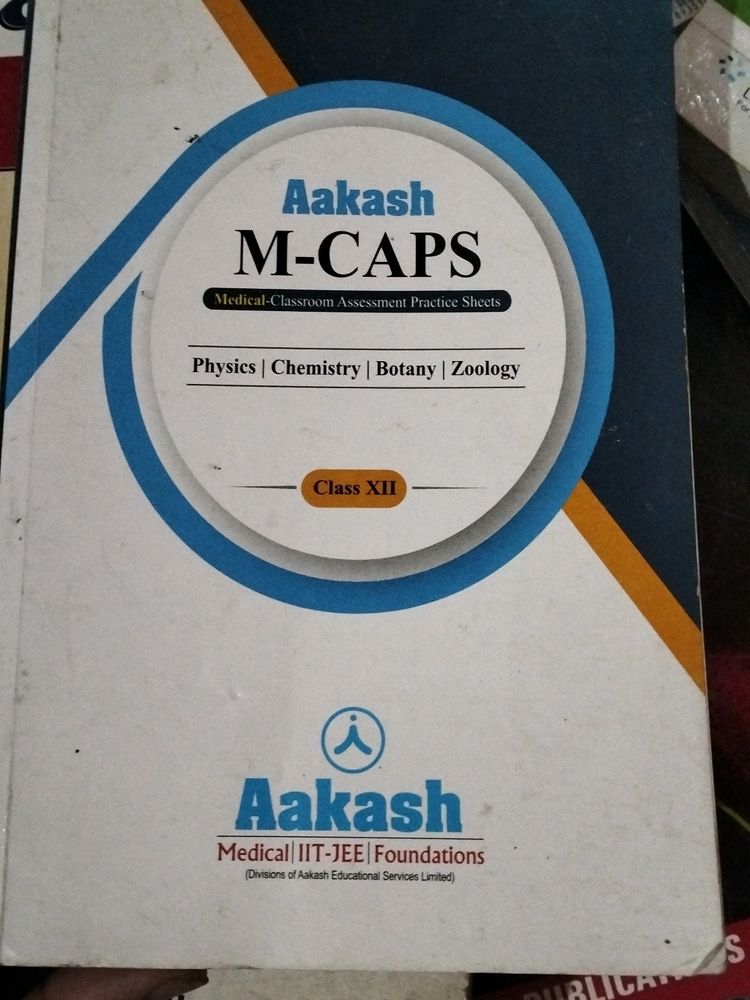 Aakash
M-CAPS
Medical-Classroom Assessment Practice Sheets
Physics | Chemistry | Botany | Zoology
Class XII
Aakash
Medical|IIT-JEE|Foundations
(Divisions of Aakash Educational Services Limited)